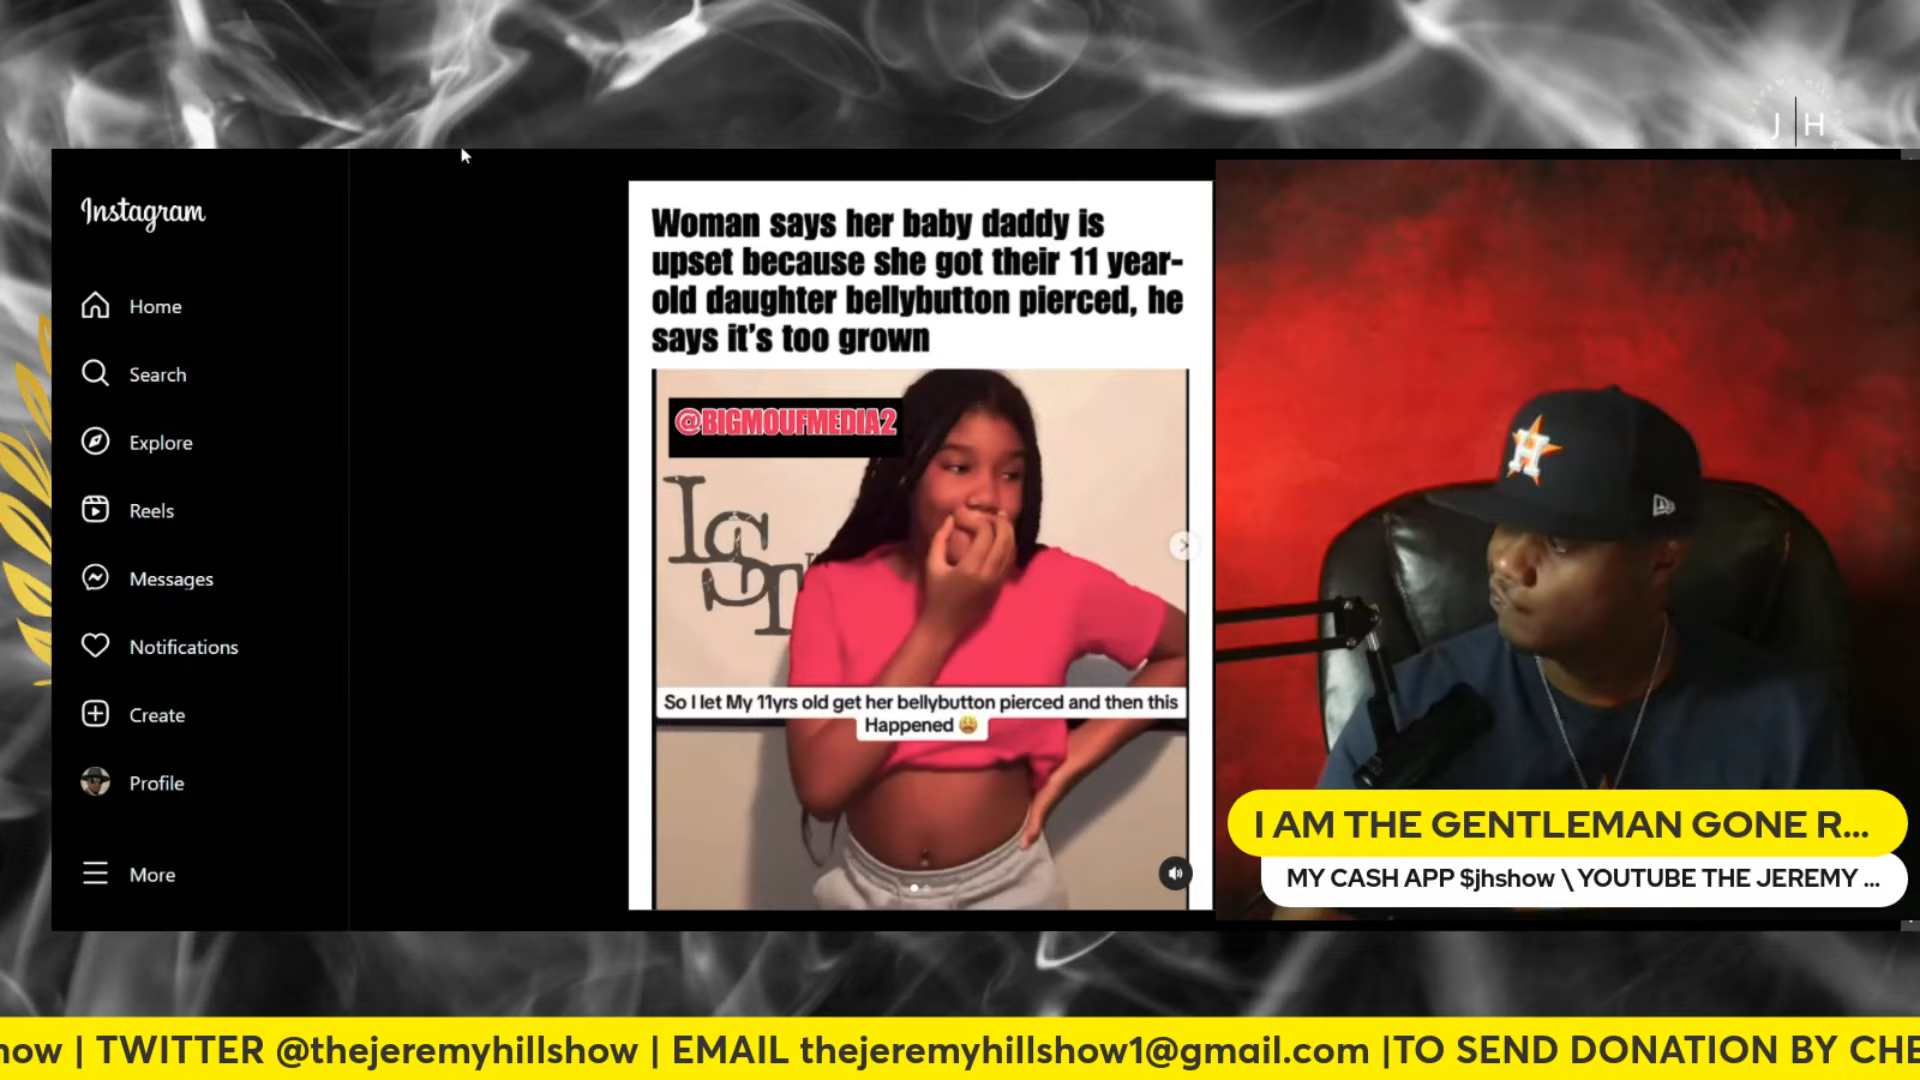 J H
Instagram
Home
Search
Explore
Reels
Messages
Notifications
Create
Profile
More
Woman says her baby daddy is
upset because she got their 11 year-
old daughter bellybutton pierced, he
says it's too grown
@BIGMOUFMEDIA2
So I let My 11yrs old get her bellybutton pierced and then this
Happened 😩
H
I AM THE GENTLEMAN GONE R...
MY CASH APP $jhshow \ YOUTUBE THE JEREMY ...
how | TWITTER @thejeremyhillshow | EMAIL thejeremyhillshow1@gmail.com |TO SEND DONATION BY CHE